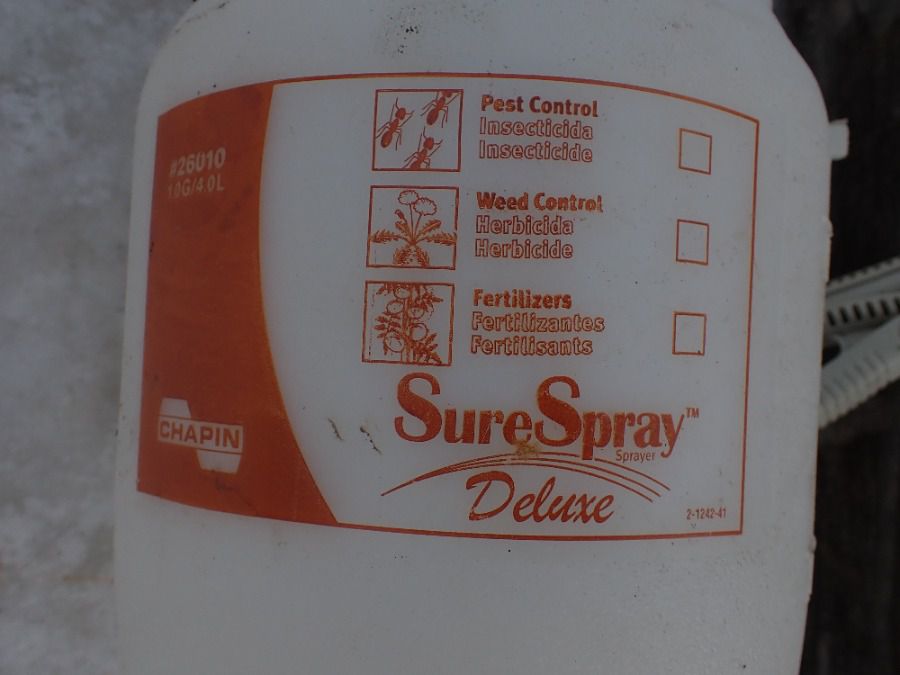 #26010
1.0G/4.0L
Pest Control
Insecticida
Insecticide
Weed Control
Herbicida
Herbicide
Fertilizers
Fertilizantes
Fertilisants
CHAPIN
SureSpray™
Sprayer
Deluxe
2-1242-41